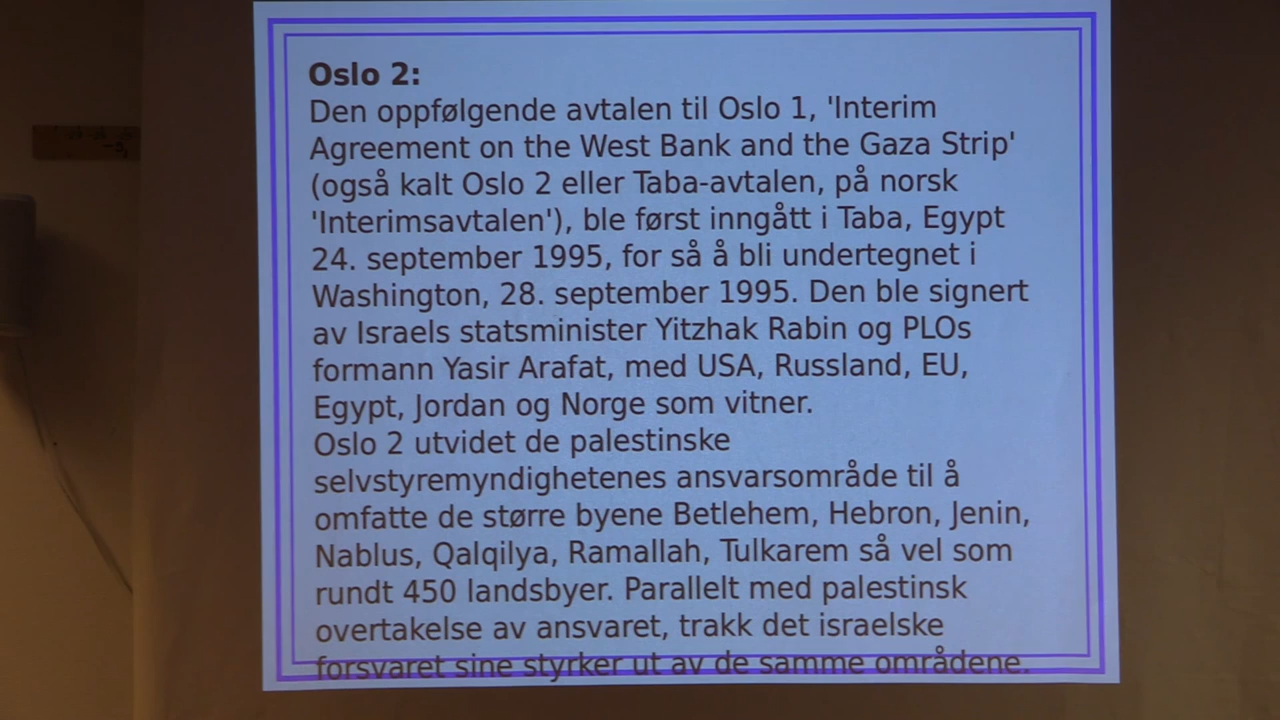 Oslo 2:
Den oppfølgende avtalen til Oslo 1, 'Interim
Agreement on the West Bank and the Gaza Strip'
(også kalt Oslo 2 eller Taba-avtalen, på norsk
'Interimsavtalen'), ble først inngått i Taba, Egypt
24. september 1995, for så å bli undertegnet i
Washington, 28. september 1995. Den ble signert
av Israels statsminister Yitzhak Rabin og PLOs
formann Yasir Arafat, med USA, Russland, EU,
Egypt, Jordan og Norge som vitner.
Oslo 2 utvidet de palestinske
selvstyremyndighetenes ansvarsområde til å
omfatte de større byene Betlehem, Hebron, Jenin,
Nablus, Qalqilya, Ramallah, Tulkarem så vel som
rundt 450 landsbyer. Parallelt med palestinsk
overtakelse av ansvaret, trakk det israelske
forsvaret sine styrker ut av de samme områdene.